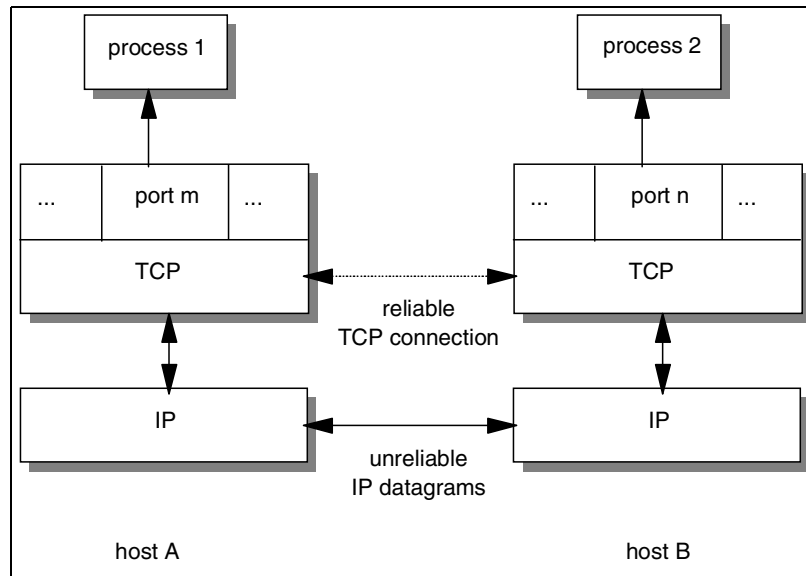 process 1
process 2
... port m ...
... port n ...
TCP
TCP
reliable
TCP connection
IP
IP
unreliable
IP datagrams
host A
host B